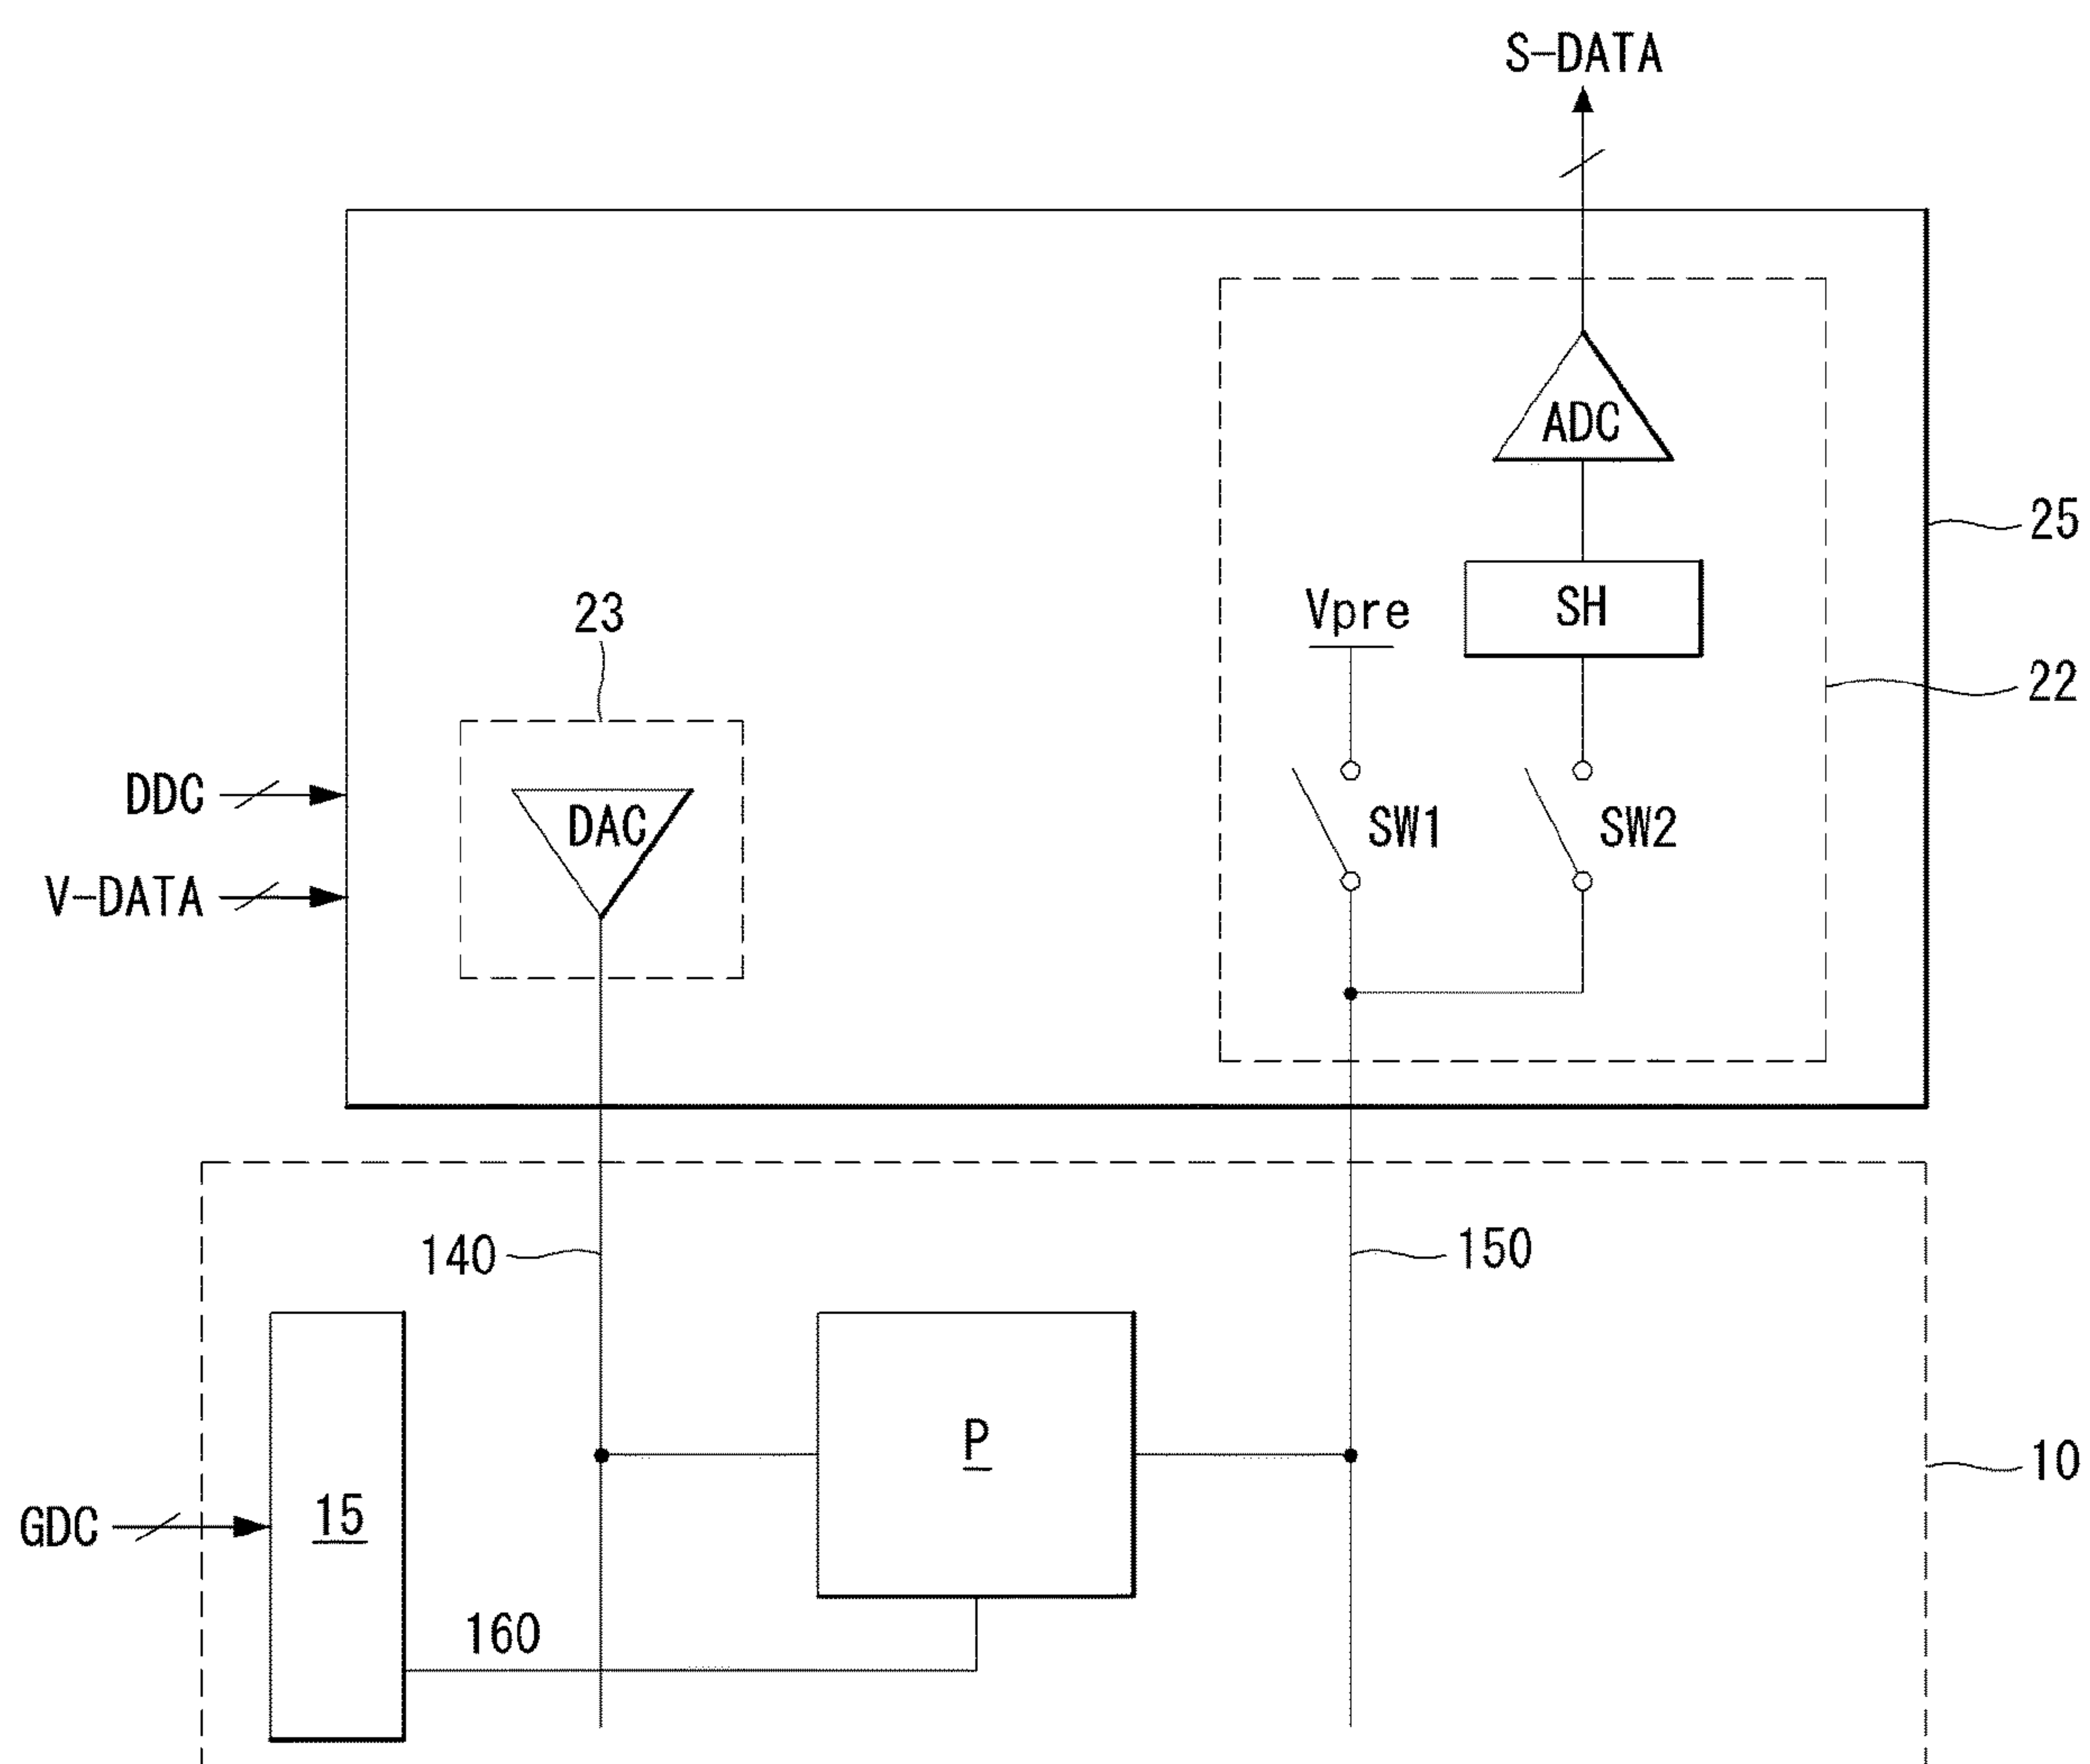 S-DATA
ADC
25
SH
Vpre
23
22
DDC
DAC
SW1
SW2
V-DATA
140
150
P
10
15
GDC
160